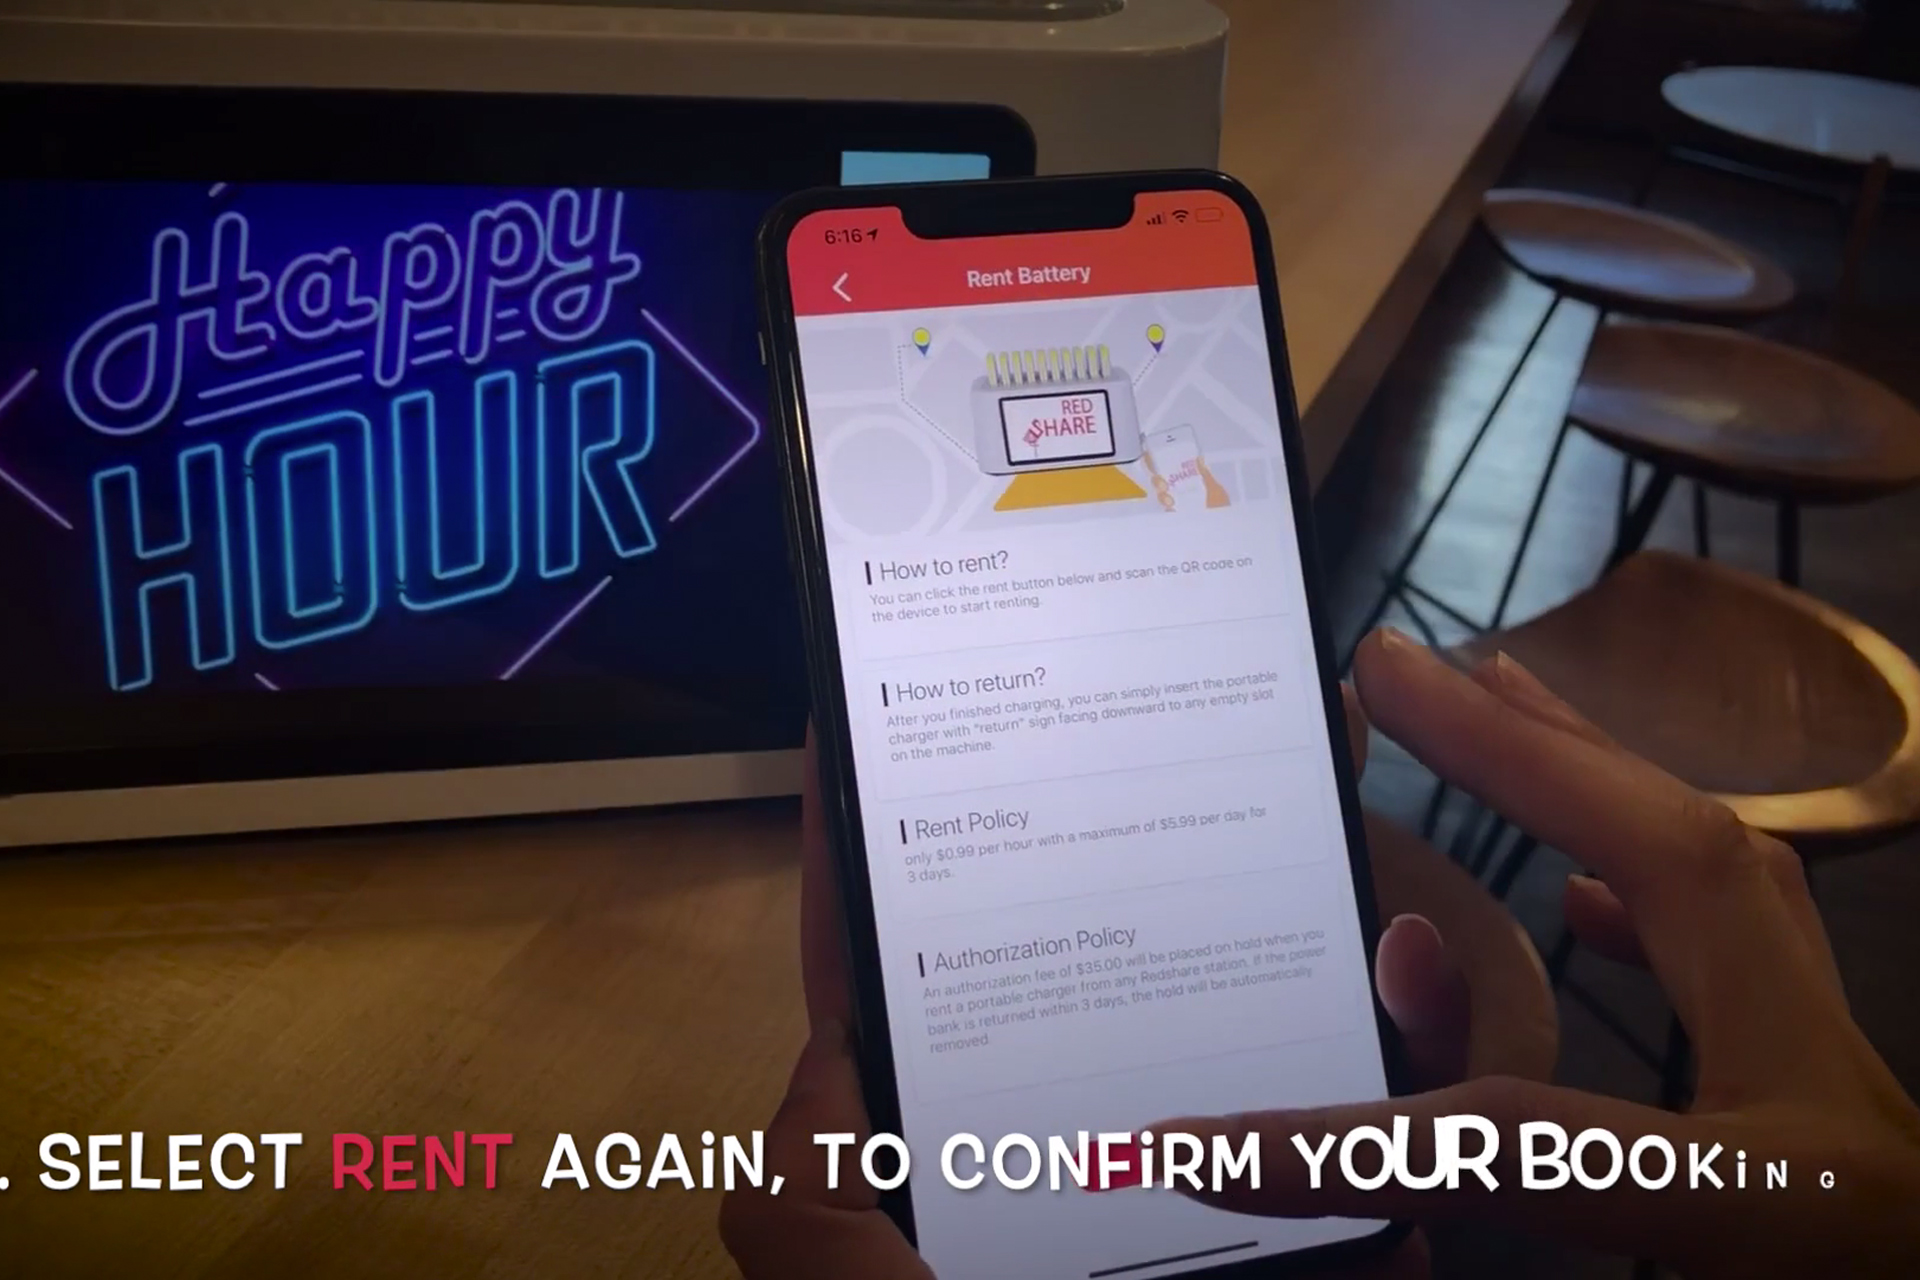 Happy
HOUR
6:16
Rent Battery
RED
SHARE
RED
SHARE
How to rent?
You can click the rent button below and scan the QR code on
the device to start renting.
How to return?
After you finished charging, you can simply insert the portable
charger with "return" sign facing downward to any empty slot
on the machine.
Rent Policy
only $0.99 per hour with a maximum of $5.99 per day for
3 days.
Authorization Policy
An authorization fee of $35.00 will be placed on hold when you
rent a portable charger from any Redshare station. If the power
bank is returned within 3 days, the hold will be automatically
removed.
. SELECT RENT AGAiN, TO CONFiRM YOUR BOOKiNG